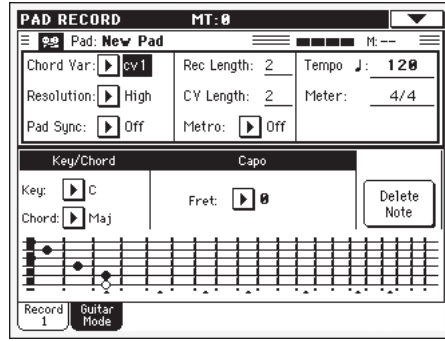 PAD RECORD MT:0
Pad: New Pad M:--
Chord Var: cv1 Rec Length: 2 Tempo ♩: 120
Resolution: High CV Length: 2 Meter: 4/4
Pad Sync: Off Metro: Off
Key/Chord Capo
Key: C
Fret: 0
Chord: Maj
Delete
Note
Record
1
Guitar
Mode